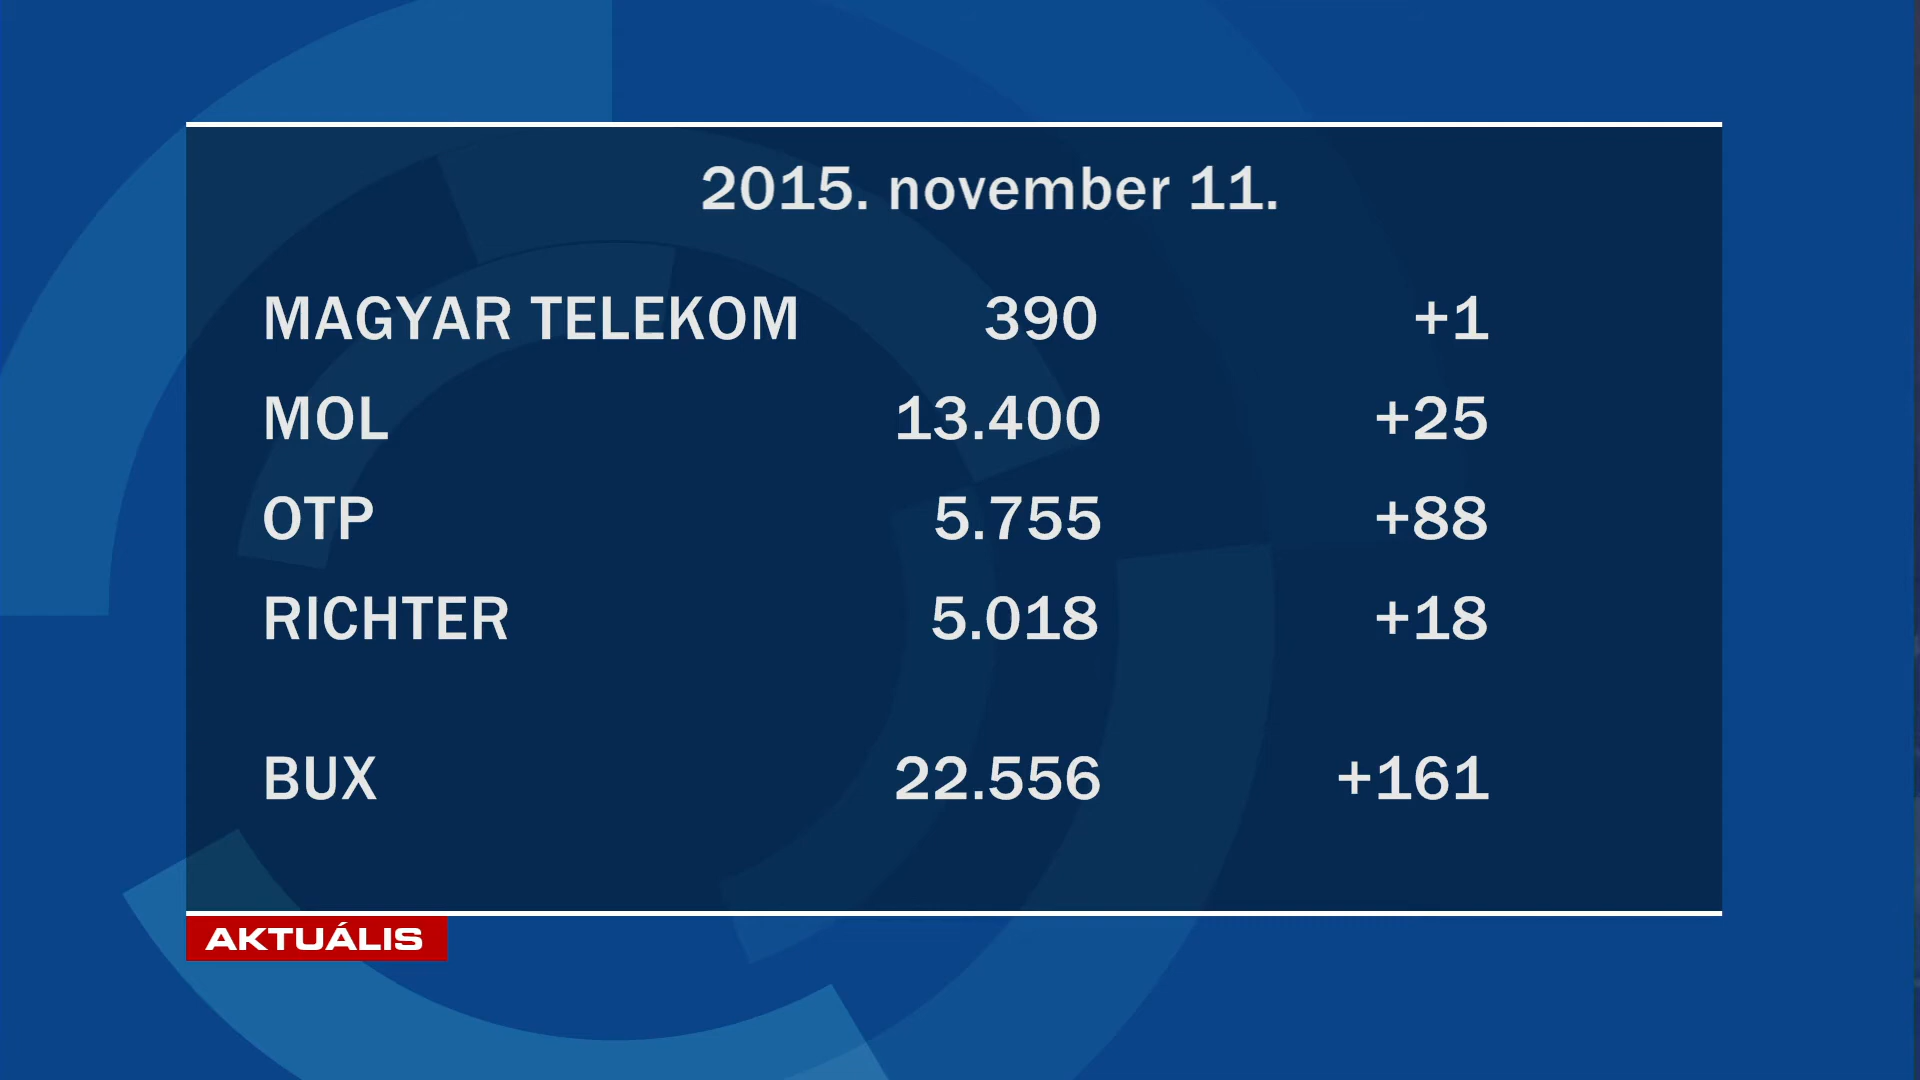 2015. november 11.
MAGYAR TELEKOM 390 +1
MOL 13.400 +25
OTP 5.755 +88
RICHTER 5.018 +18
BUX 22.556 +161
AKTUÁLIS